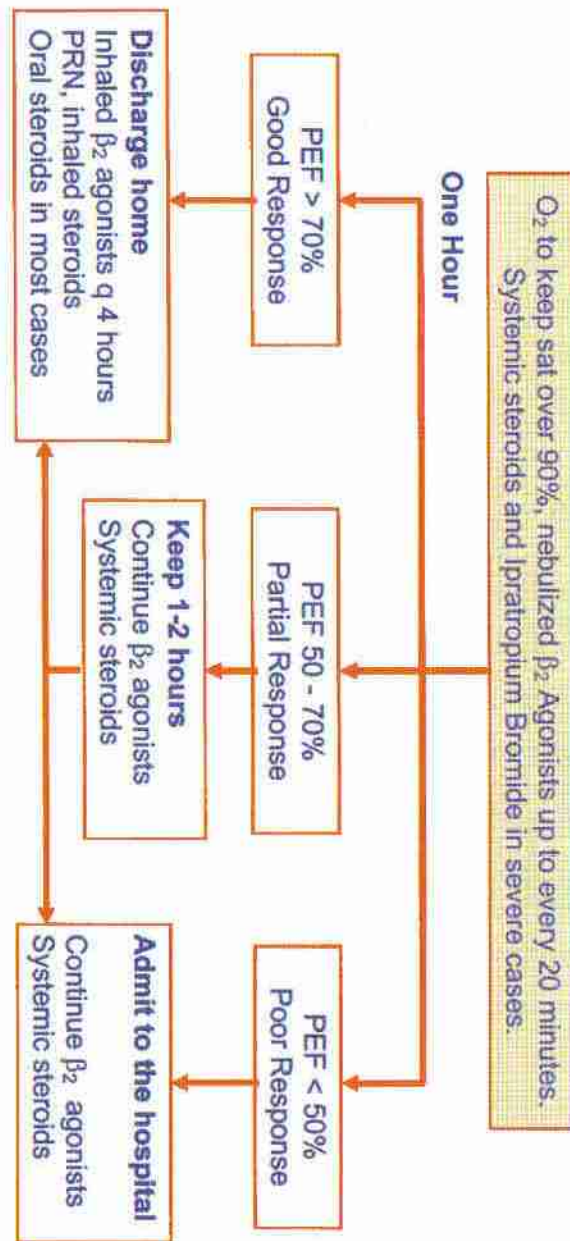 O₂ to keep sat over 90%, nebulized β₂ Agonists up to every 20 minutes.
Systemic steroids and Ipratropium Bromide in severe cases.
One Hour
PEF > 70%
Good Response
PEF 50 - 70%
Partial Response
PEF < 50%
Poor Response
Discharge home
Inhaled β₂ agonists q 4 hours
PRN, inhaled steroids
Oral steroids in most cases
Keep 1-2 hours
Continue β₂ agonists
Systemic steroids
Admit to the hospital
Continue β₂ agonists
Systemic steroids